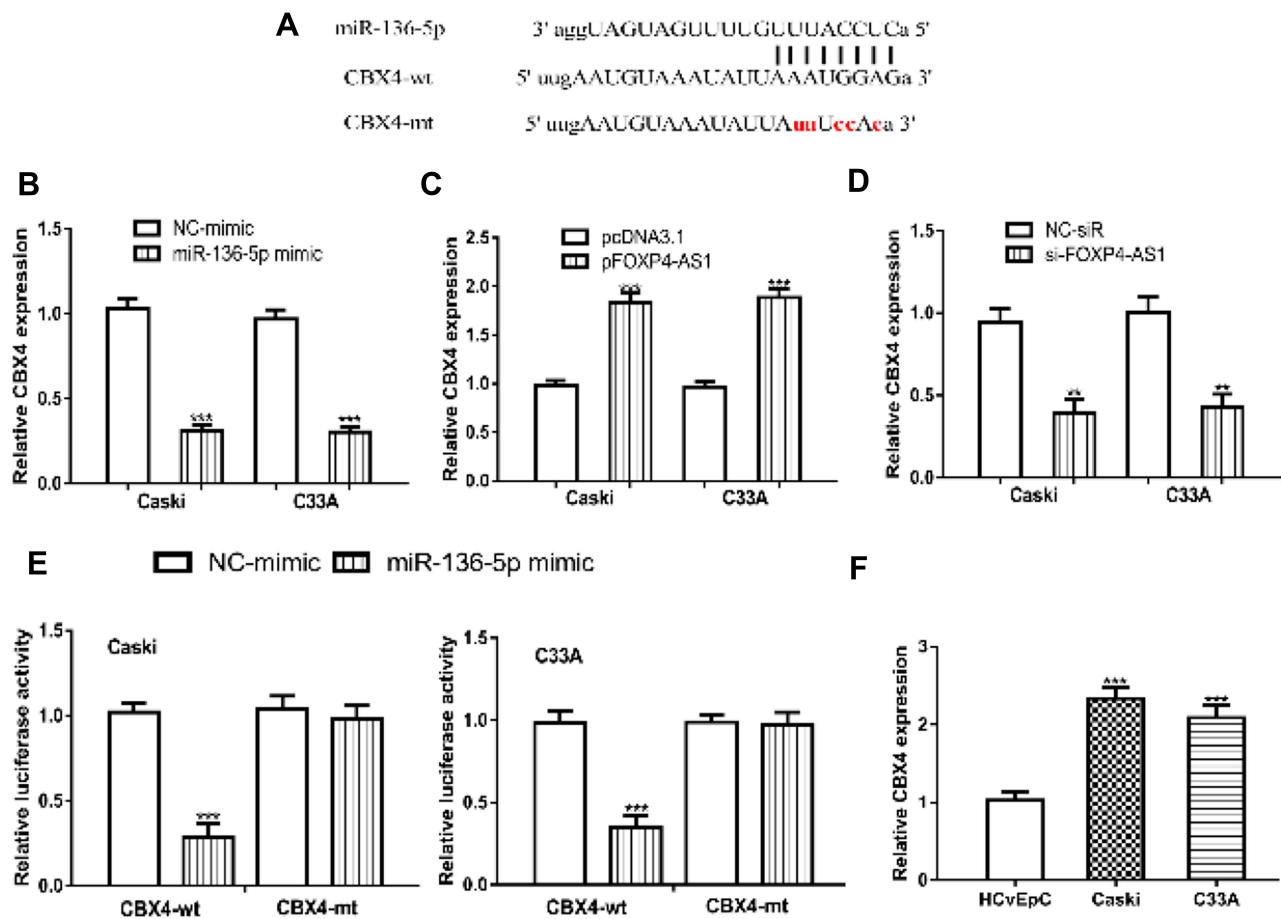 A
miR-136-5p 3' aggUAGUAGUUUUGUUUACCUCa 5'
CBX4-wt 5' uugAAUGUAAAUAUUAAAUGGAGa 3'
CBX4-mt 5' uugAAUGUAAAUAUUAuuUccAca 3'
B
NC-mimic
miR-136-5p mimic
Relative CBX4 expression
1.5
1.0
0.5
0.0
***
***
Caski C33A
C
pcDNA3.1
pFOXP4-AS1
Relative CBX4 expression
2.5
2.0
1.5
1.0
0.5
0.0
***
***
Caski C33A
D
NC-siR
si-FOXP4-AS1
Relative CBX4 expression
1.5
1.0
0.5
0.0
**
**
Caski C33A
E
NC-mimic miR-136-5p mimic
Caski
Relative luciferase activity
1.5
1.0
0.5
0.0
***
CBX4-wt CBX4-mt
C33A
Relative luciferase activity
1.5
1.0
0.5
0.0
***
CBX4-wt CBX4-mt
F
Relative CBX4 expression
3
2
1
0
***
***
HCvEpC Caski C33A